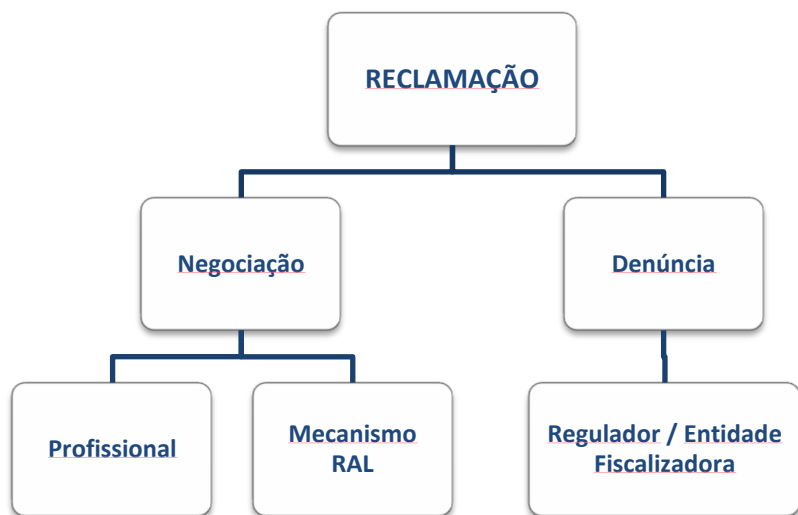 RECLAMAÇÃO
Negociação
Denúncia
Profissional
Mecanismo
RAL
Regulador / Entidade
Fiscalizadora